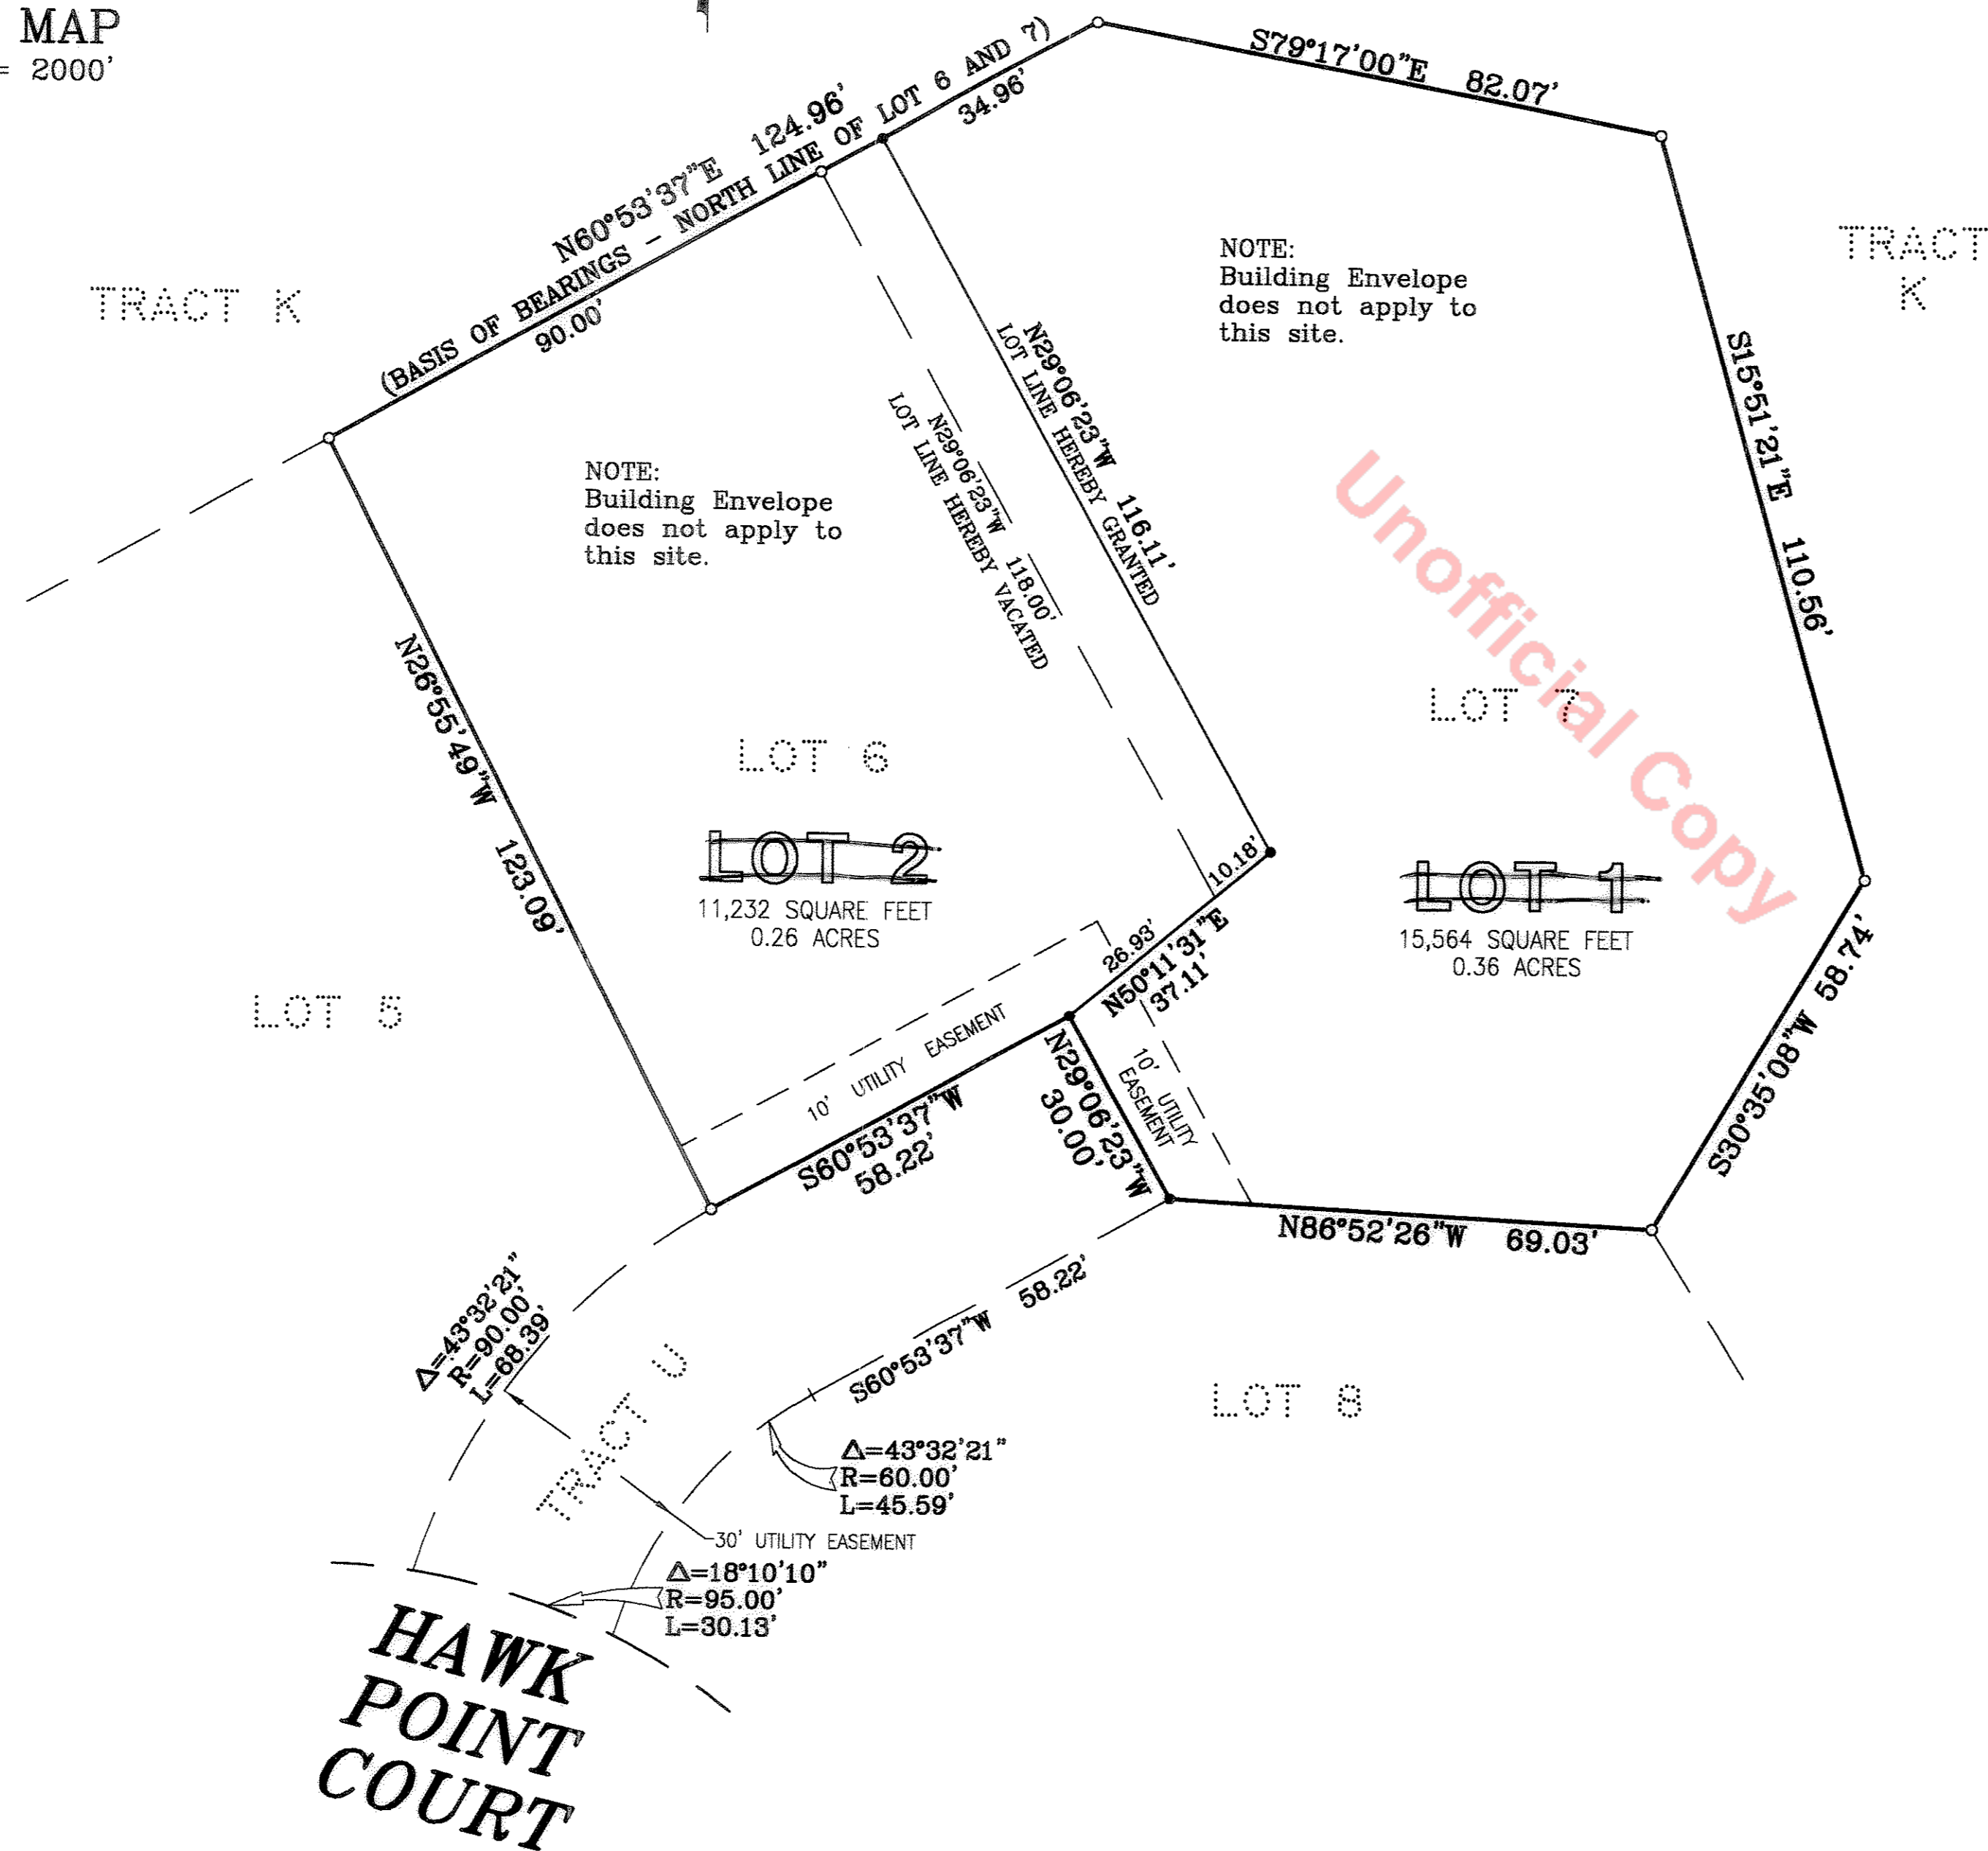 MAP
= 2000'
S79°17'00"E 82.07'
N60°53'37"E 124.96'
(BASIS OF BEARINGS - NORTH LINE OF LOT 6 AND 7)
34.96'
90.00'
TRACT K
TRACT
K
NOTE:
Building Envelope
does not apply to
this site.
N29°06'23"W 116.11'
LOT LINE HEREBY GRANTED
N29°06'23"W 118.00'
LOT LINE HEREBY VACATED
S15°51'21"E 110.56'
NOTE:
Building Envelope
does not apply to
this site.
Unofficial Copy
N26°55'49"W 123.09'
LOT 7
LOT 6
LOT 2
11,232 SQUARE FEET
0.26 ACRES
10.18'
LOT 1
15,564 SQUARE FEET
0.36 ACRES
26.93'
N50°11'31"E
37.11'
S30°35'08"W 58.74'
LOT 5
10' UTILITY EASEMENT
S60°53'37"W
58.22'
N29°06'23"W
30.00'
10' UTILITY
EASEMENT
N86°52'26"W 69.03'
S60°53'37"W 58.22'
Δ=43°32'21"
R=90.00'
L=68.39'
TRACT U
LOT 8
Δ=43°32'21"
R=60.00'
L=45.59'
30' UTILITY EASEMENT
Δ=18°10'10"
R=95.00'
L=30.13'
HAWK
POINT
COURT